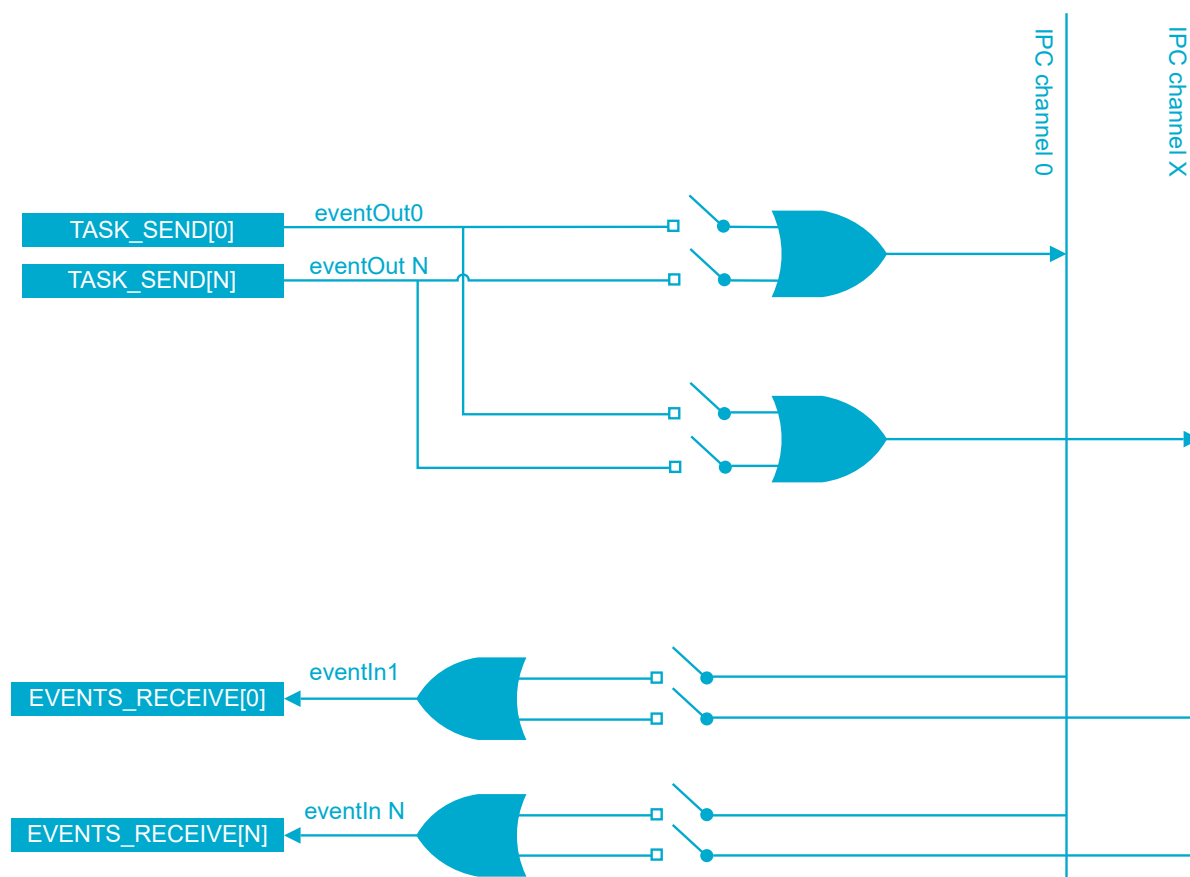 IPC channel 0
IPC channel X
TASK_SEND[0]
eventOut0
TASK_SEND[N]
eventOut N
EVENTS_RECEIVE[0]
eventIn1
EVENTS_RECEIVE[N]
eventIn N